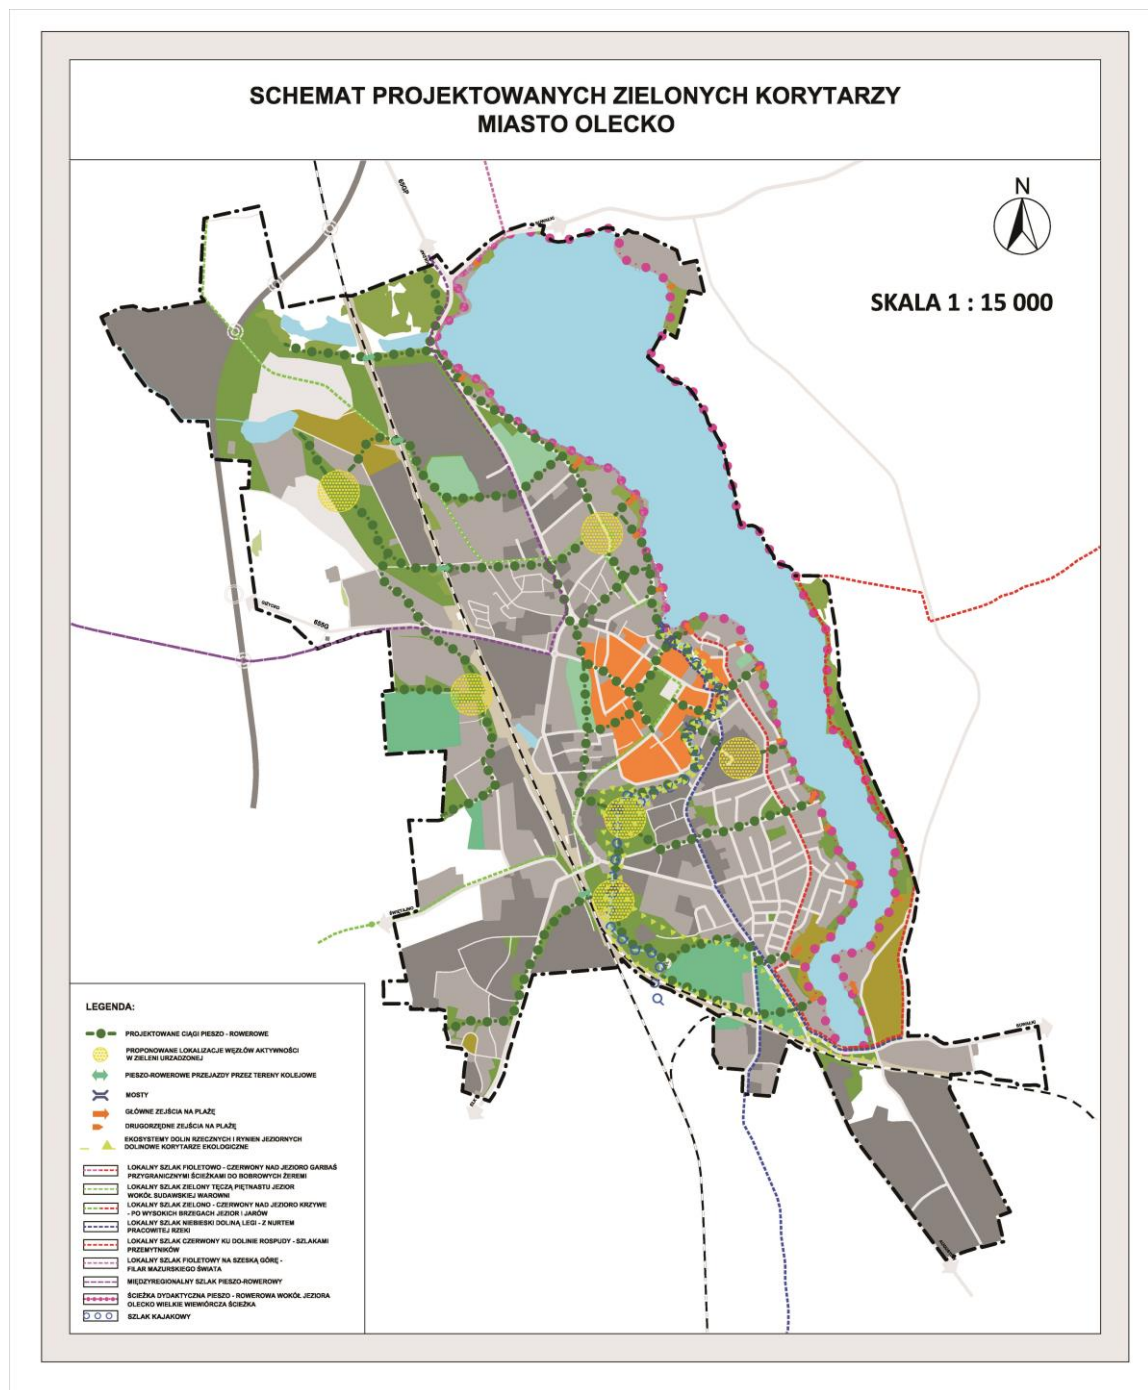 SCHEMAT PROJEKTOWANYCH ZIELONYCH KORYTARZY
MIASTO OLECKO
N
SKALA 1 : 15 000
65GP
SUWAŁKI
GIŻYCKO
655G
ŚWIĘTAJNO
SUWAŁKI
LEGENDA:
PROJEKTOWANE CIĄGI PIESZO - ROWEROWE
PROPONOWANE LOKALIZACJE WĘZŁÓW AKTYWNOŚCI
W ZIELENI URZĄDZONEJ
PIESZO-ROWEROWE PRZEJAZDY PRZEZ TERENY KOLEJOWE
MOSTY
GŁÓWNE ZEJŚCIA NA PLAŻĘ
DRUGORZĘDNE ZEJŚCIA NA PLAŻĘ
EKOSYSTEMY DOLIN RZECZNYCH I RYNIEN JEZIORNYCH
DOLINOWE KORYTARZE EKOLOGICZNE
LOKALNY SZLAK FIOLETOWO - CZERWONY NAD JEZIORO GARBAŚ
PRZYGRANICZNYMI ŚCIEŻKAMI DO BOBROWYCH ŻEREMI
LOKALNY SZLAK ZIELONY TĘCZĄ PIĘTNASTU JEZIOR
WOKÓŁ SUDAWSKIEJ WAROWNI
LOKALNY SZLAK ZIELONO - CZERWONY NAD JEZIORO KRZYWE
- PO WYSOKICH BRZEGACH JEZIOR I JARÓW
LOKALNY SZLAK NIEBIESKI DOLINĄ LEGI - Z NURTEM
PRACOWITEJ RZEKI
LOKALNY SZLAK CZERWONY KU DOLINIE ROSPUDY - SZLAKAMI
PRZEMYTNIKÓW
LOKALNY SZLAK FIOLETOWY NA SZESKĄ GÓRĘ -
FILAR MAZURSKIEGO ŚWIATA
MIĘDZYREGIONALNY SZLAK PIESZO-ROWEROWY
ŚCIEŻKA DYDAKTYCZNA PIESZO - ROWEROWA WOKÓŁ JEZIORA
OLECKO WIELKIE WIEWIÓRCZA ŚCIEŻKA
SZLAK KAJAKOWY